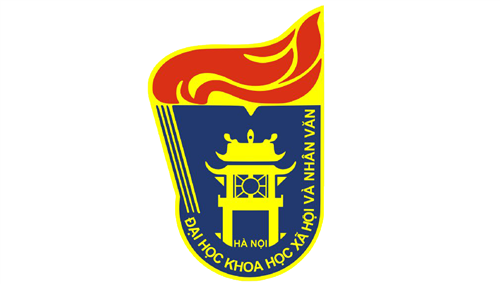 HÀ NỘI
ĐẠI HỌC KHOA HỌC XÃ HỘI VÀ NHÂN VĂN